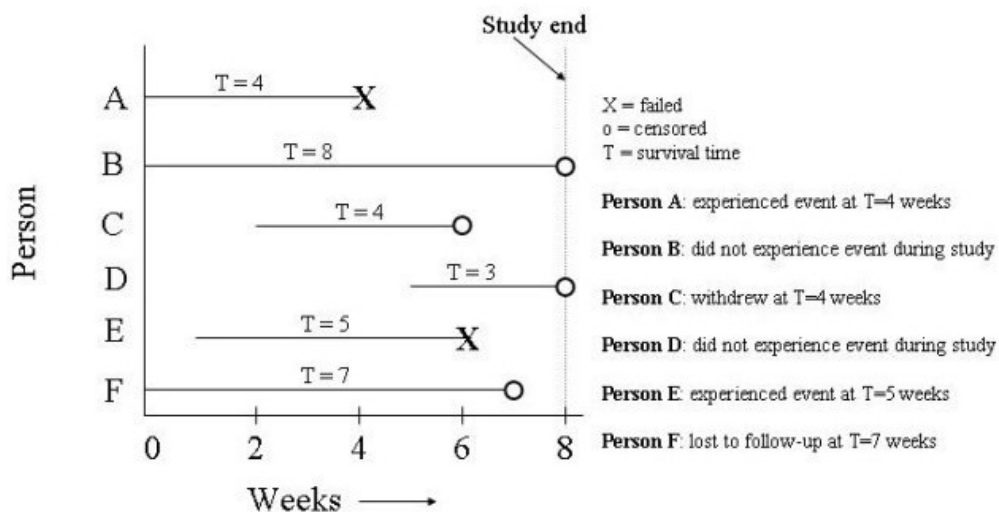 Study end
Person
A
T = 4
X
B
T = 8
C
T = 4
D
T = 3
E
T = 5
X
F
T = 7
0 2 4 6 8
Weeks
X = failed
o = censored
T = survival time
Person A: experienced event at T=4 weeks
Person B: did not experience event during study
Person C: withdrew at T=4 weeks
Person D: did not experience event during study
Person E: experienced event at T=5 weeks
Person F: lost to follow-up at T=7 weeks